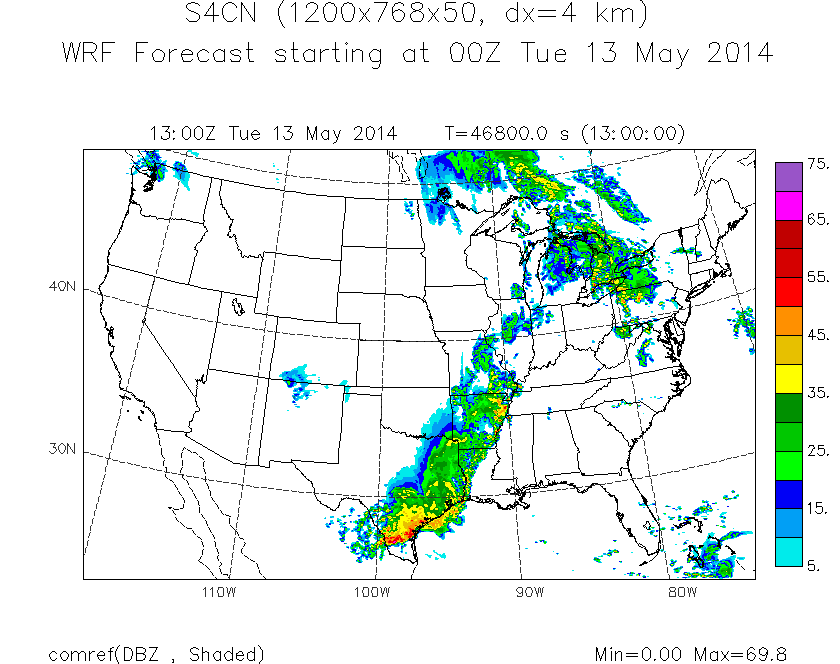 S4CN (1200x768x50, dx=4 km)
WRF Forecast starting at 00Z Tue 13 May 2014
13:00Z Tue 13 May 2014 T=46800.0 s (13:00:00)
75.
65.
55.
45.
35.
25.
15.
5.
40N
30N
110W 100W 90W 80W
comref(DBZ , Shaded) Min=0.00 Max=69.8